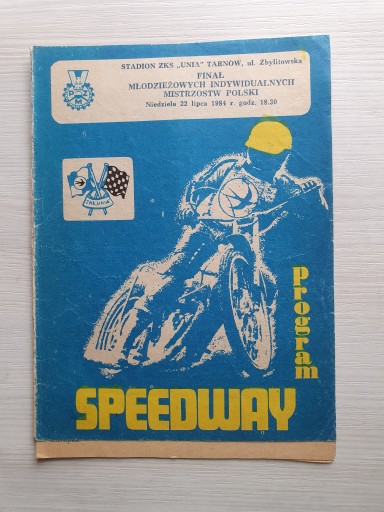 STADION ZKS „UNIA" TARNÓW, ul. Zbylitowska
FINAŁ
MŁODZIEŻOWYCH INDYWIDUALNYCH
MISTRZOSTW POLSKI
Niedziela 22 lipca 1984 r. godz. 18.30
PZM
program
SPEEDWAY